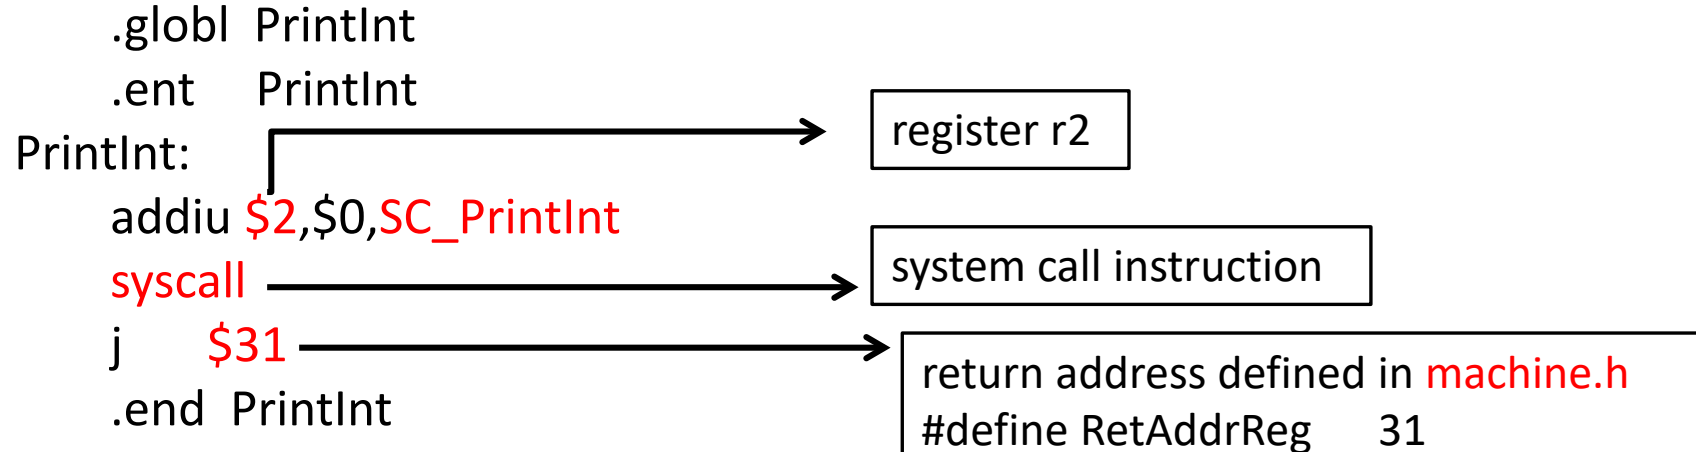 .globl PrintInt
.ent PrintInt
PrintInt:
addiu $2,$0,SC_PrintInt
syscall
j $31
.end PrintInt
register r2
system call instruction
return address defined in machine.h
#define RetAddrReg 31